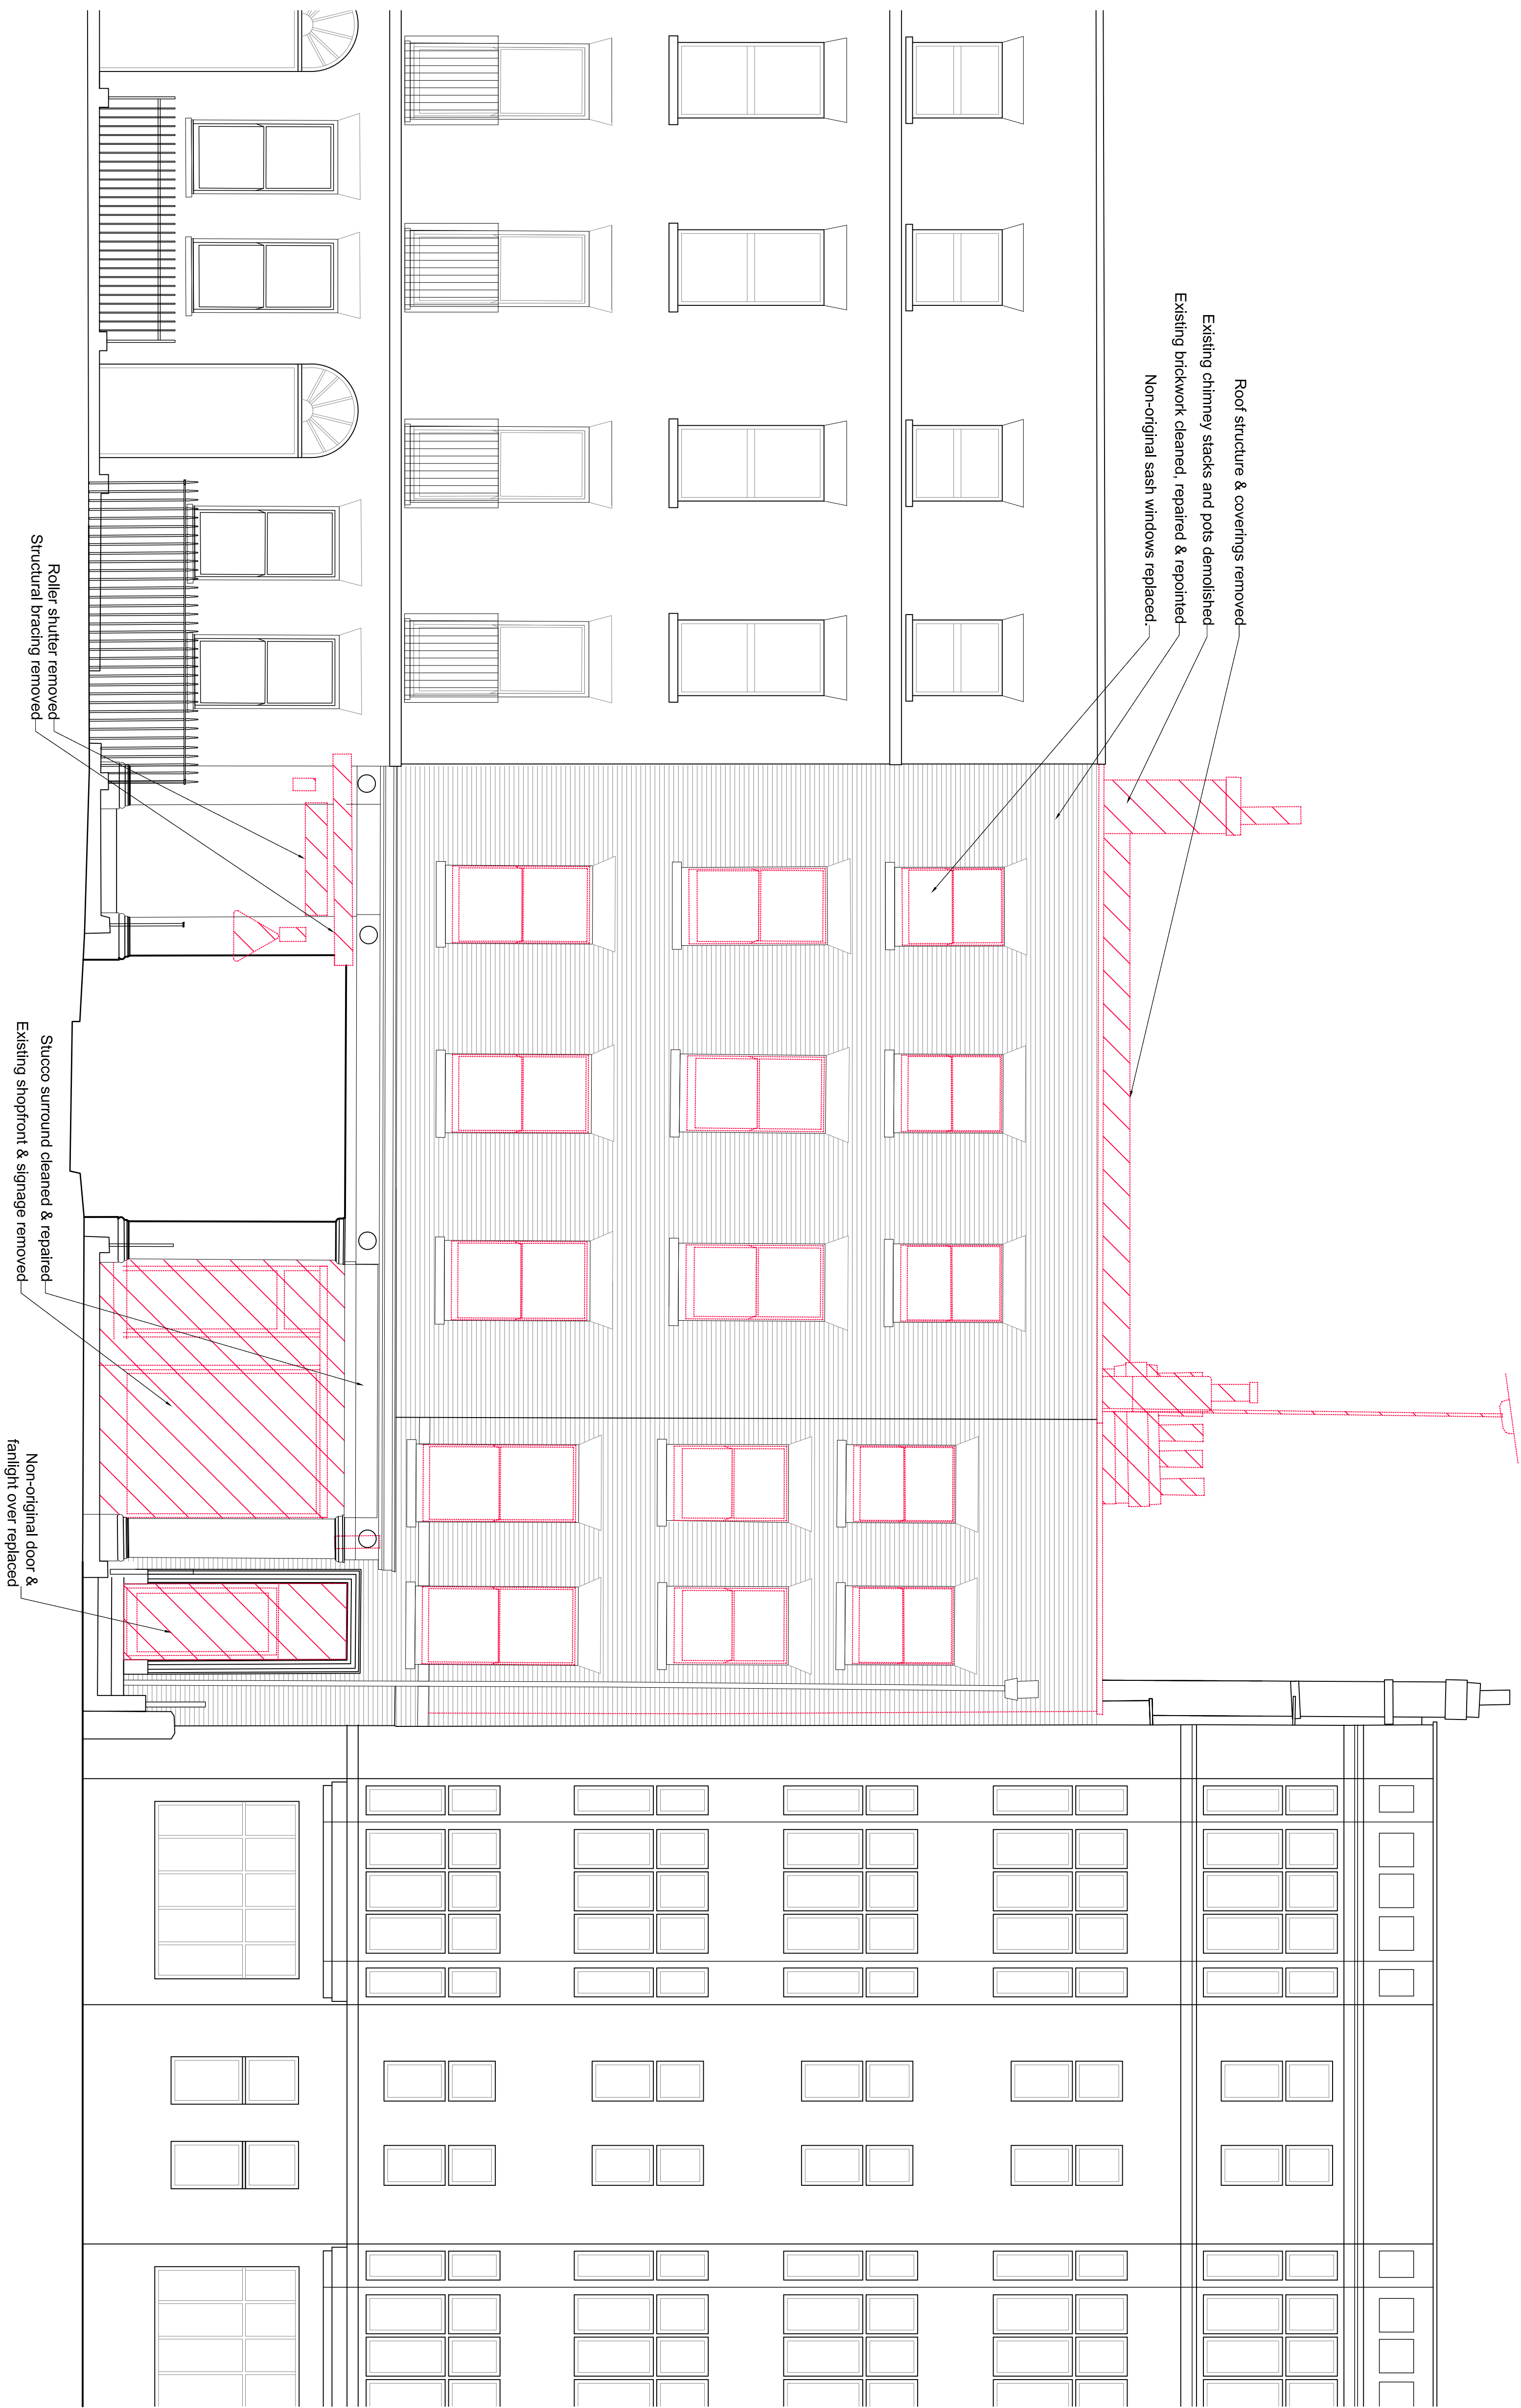 Roof structure & coverings removed
Existing chimney stacks and pots demolished
Existing brickwork cleaned, repaired & repointed
Non-original sash windows replaced.
Roller shutter removed
Structural bracing removed
Stucco surround cleaned & repaired
Existing shopfront & signage removed
Non-original door &
fanlight over replaced